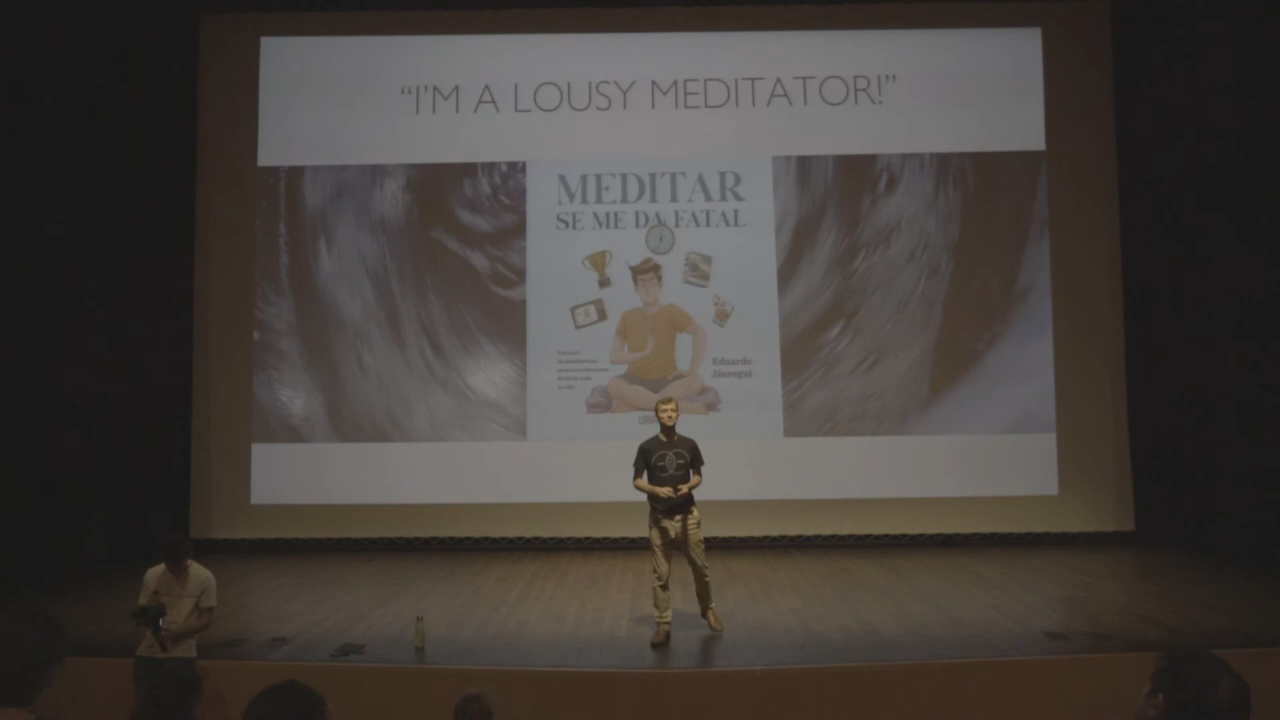 “I’M A LOUSY MEDITATOR!”
MEDITAR
SE ME DA FATAL
Eduardo
Jáuregui